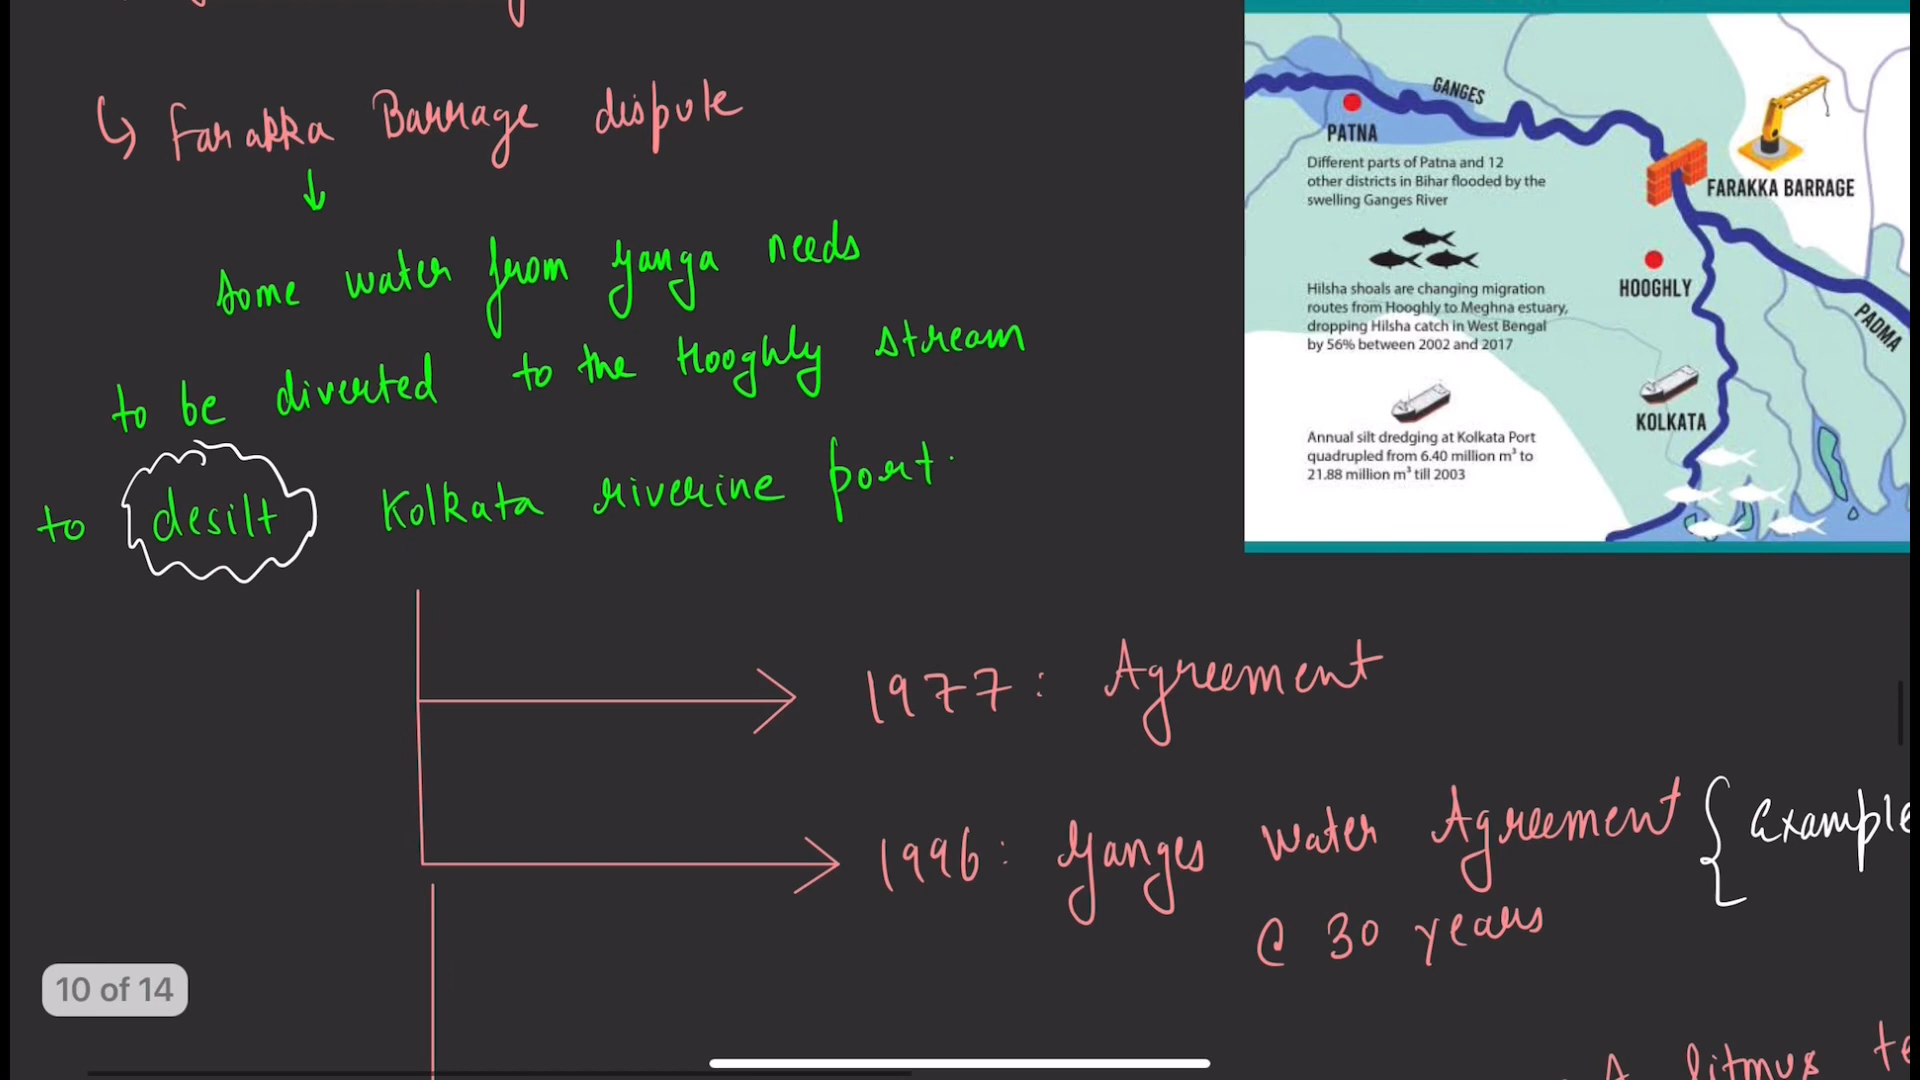 ↳ Farakka Barrage dispute
↓
Some water from Ganga needs
to be diverted to the Hooghly stream
to desilt Kolkata riverine port.
GANGES
PATNA
Different parts of Patna and 12
other districts in Bihar flooded by the
swelling Ganges River
FARAKKA BARRAGE
Hilsha shoals are changing migration
routes from Hooghly to Meghna estuary,
dropping Hilsha catch in West Bengal
by 56% between 2002 and 2017
HOOGHLY
PADMA
KOLKATA
Annual silt dredging at Kolkata Port
quadrupled from 6.40 million m³ to
21.88 million m³ till 2003
1977: Agreement
1996: Ganges Water Agreement { Example
@ 30 years
10 of 14
A litmus te